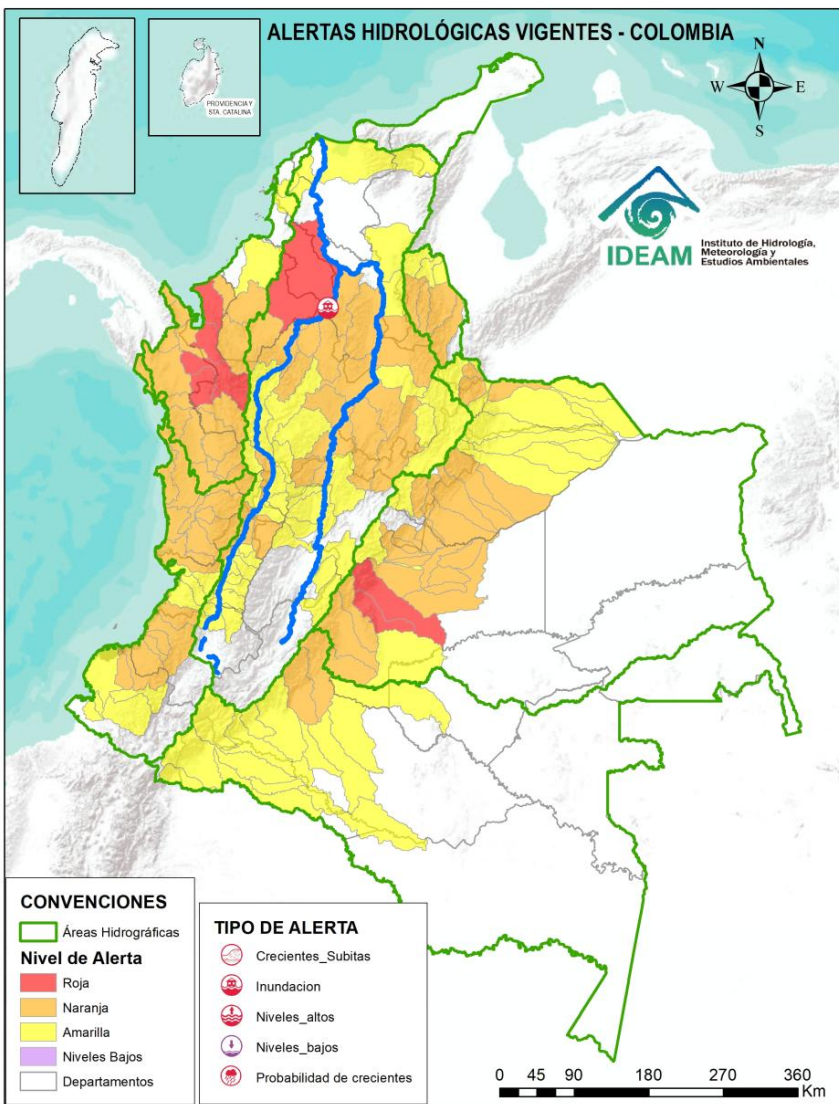 ALERTAS HIDROLÓGICAS VIGENTES - COLOMBIA
PROVIDENCIA Y
STA. CATALINA
N
W
E
S
IDEAM
Instituto de Hidrología,
Meteorología y
Estudios Ambientales
CONVENCIONES
Áreas Hidrográficas
Nivel de Alerta
Roja
Naranja
Amarilla
Niveles Bajos
Departamentos
TIPO DE ALERTA
Crecientes_Subitas
Inundacion
Niveles_altos
Niveles_bajos
Probabilidad de crecientes
0 45 90 180 270 360
Km